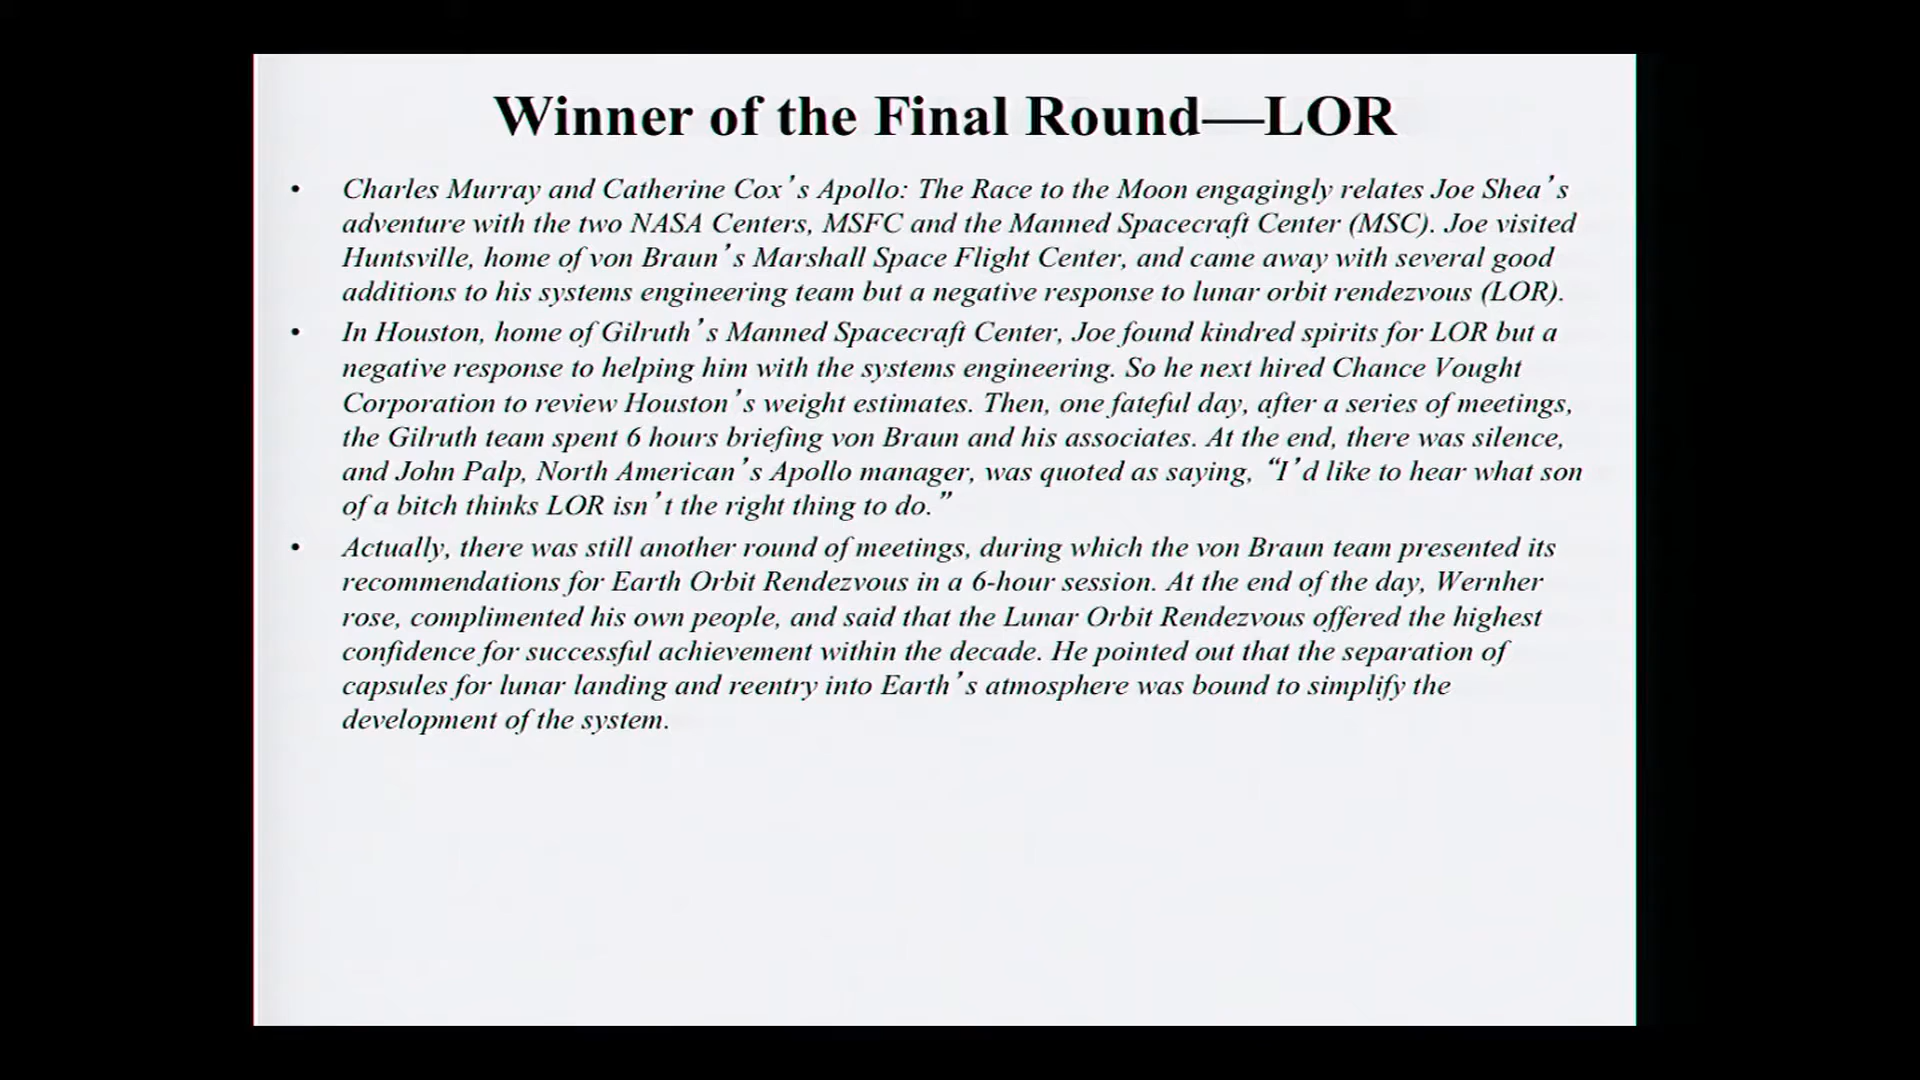 Winner of the Final Round—LOR
• Charles Murray and Catherine Cox’s Apollo: The Race to the Moon engagingly relates Joe Shea’s
adventure with the two NASA Centers, MSFC and the Manned Spacecraft Center (MSC). Joe visited
Huntsville, home of von Braun’s Marshall Space Flight Center, and came away with several good
additions to his systems engineering team but a negative response to lunar orbit rendezvous (LOR).
• In Houston, home of Gilruth’s Manned Spacecraft Center, Joe found kindred spirits for LOR but a
negative response to helping him with the systems engineering. So he next hired Chance Vought
Corporation to review Houston’s weight estimates. Then, one fateful day, after a series of meetings,
the Gilruth team spent 6 hours briefing von Braun and his associates. At the end, there was silence,
and John Palp, North American’s Apollo manager, was quoted as saying, “I’d like to hear what son
of a bitch thinks LOR isn’t the right thing to do.”
• Actually, there was still another round of meetings, during which the von Braun team presented its
recommendations for Earth Orbit Rendezvous in a 6-hour session. At the end of the day, Wernher
rose, complimented his own people, and said that the Lunar Orbit Rendezvous offered the highest
confidence for successful achievement within the decade. He pointed out that the separation of
capsules for lunar landing and reentry into Earth’s atmosphere was bound to simplify the
development of the system.